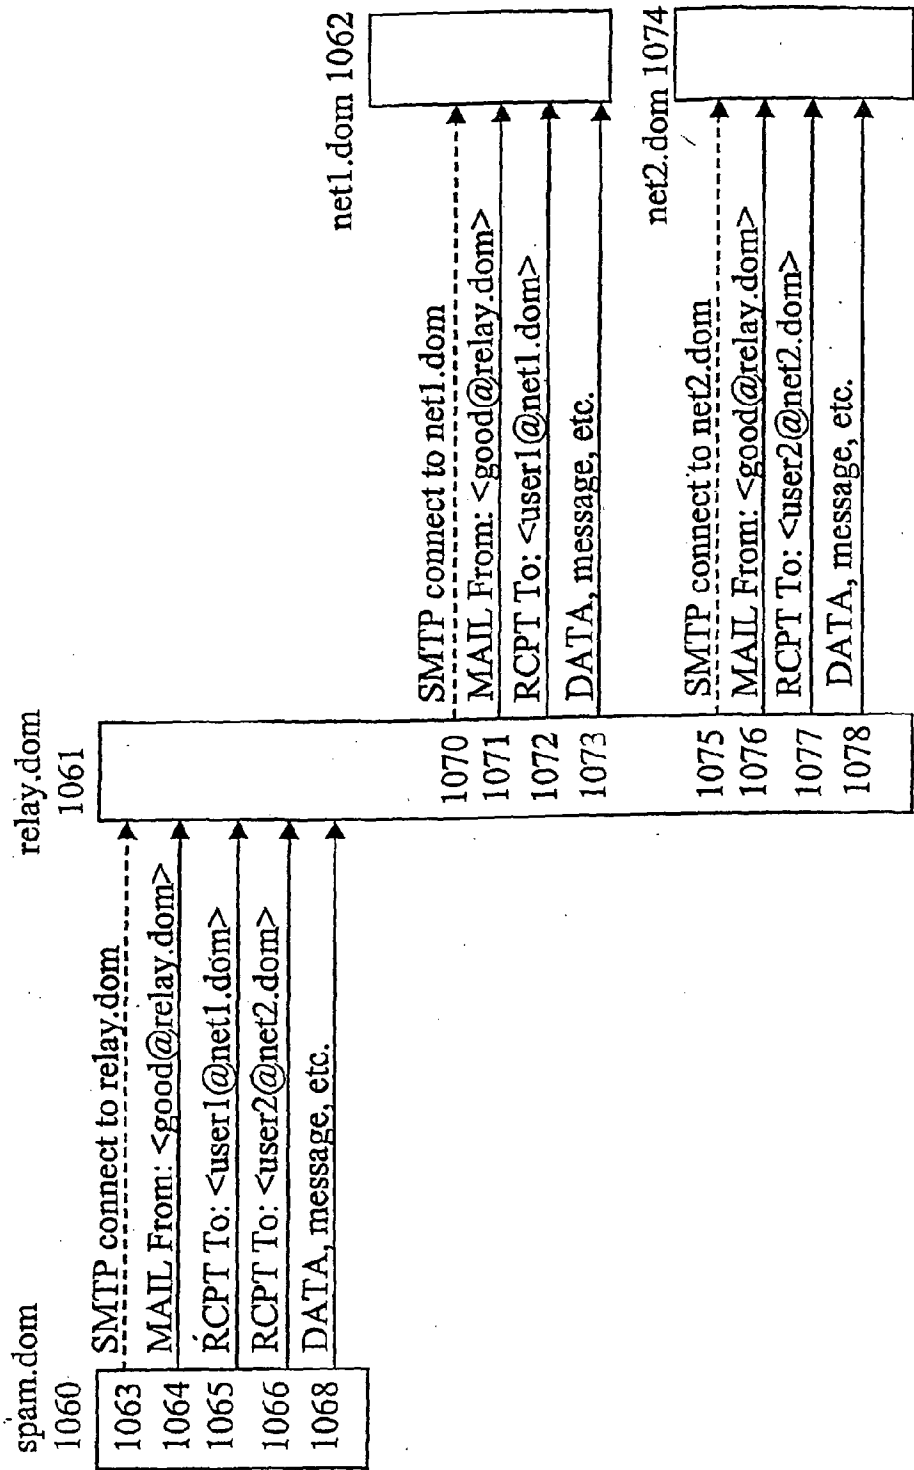 spam.dom
1060
1063
SMTP connect to relay.dom
1064
MAIL From: <good@relay.dom>
1065
RCPT To: <user1@net1.dom>
1066
RCPT To: <user2@net2.dom>
1068
DATA, message, etc.
relay.dom
1061
1070
SMTP connect to net1.dom
1071
MAIL From: <good@relay.dom>
1072
RCPT To: <user1@net1.dom>
1073
DATA, message, etc.
net1.dom 1062
1075
SMTP connect to net2.dom
1076
MAIL From: <good@relay.dom>
1077
RCPT To: <user2@net2.dom>
1078
DATA, message, etc.
net2.dom 1074